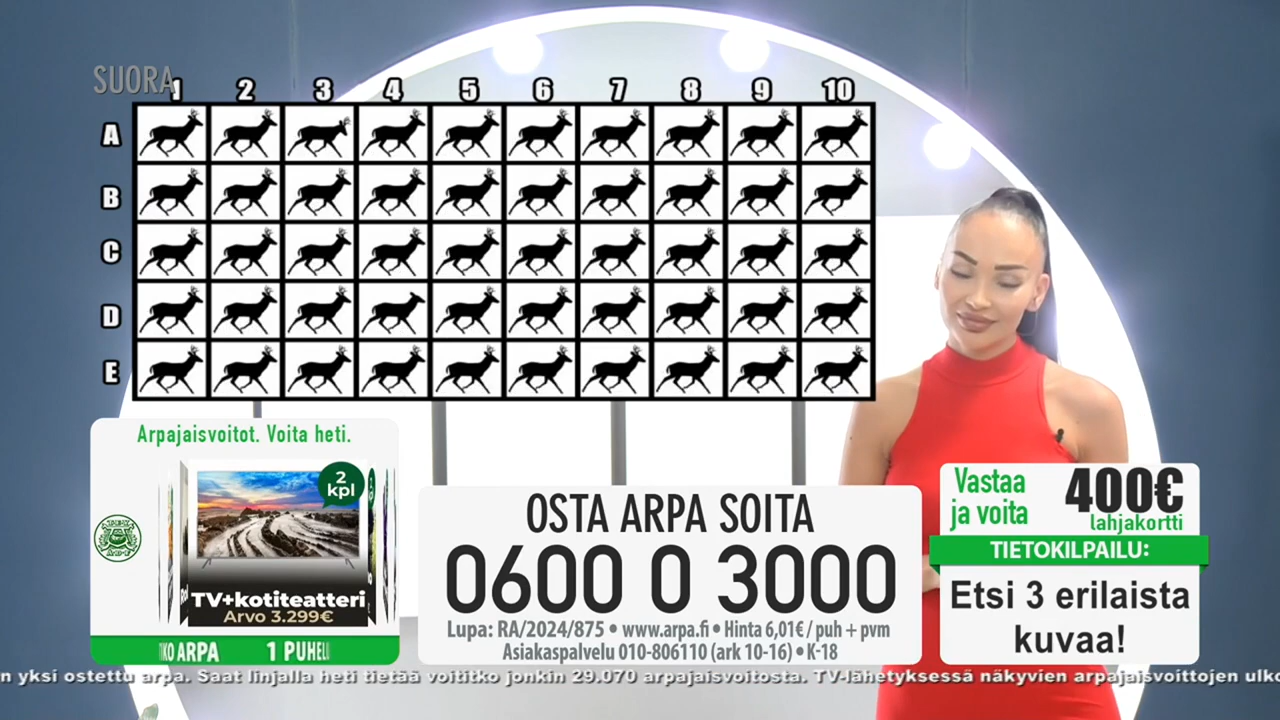 SUORA
1 2 3 4 5 6 7 8 9 10
A
B
C
D
E
Arpajaisvoitot. Voita heti.
2
kpl
TV+kotiteatteri
Arvo 3.299€
ARPA 1 PUHELI
OSTA ARPA SOITA
0600 0 3000
Lupa: RA/2024/875 • www.arpa.fi • Hinta 6,01€ / puh + pvm
Asiakaspalvelu 010-806110 (ark 10-16) • K-18
Vastaa
ja voita
400€
lahjakortti
TIETOKILPAILU:
Etsi 3 erilaista
kuvaa!
n yksi ostettu arpa. Saat linjalla heti tietää voititko jonkin 29.070 arpajaisvoitosta. TV-lähetyksessä näkyvien arpajaisvoittojen ulko